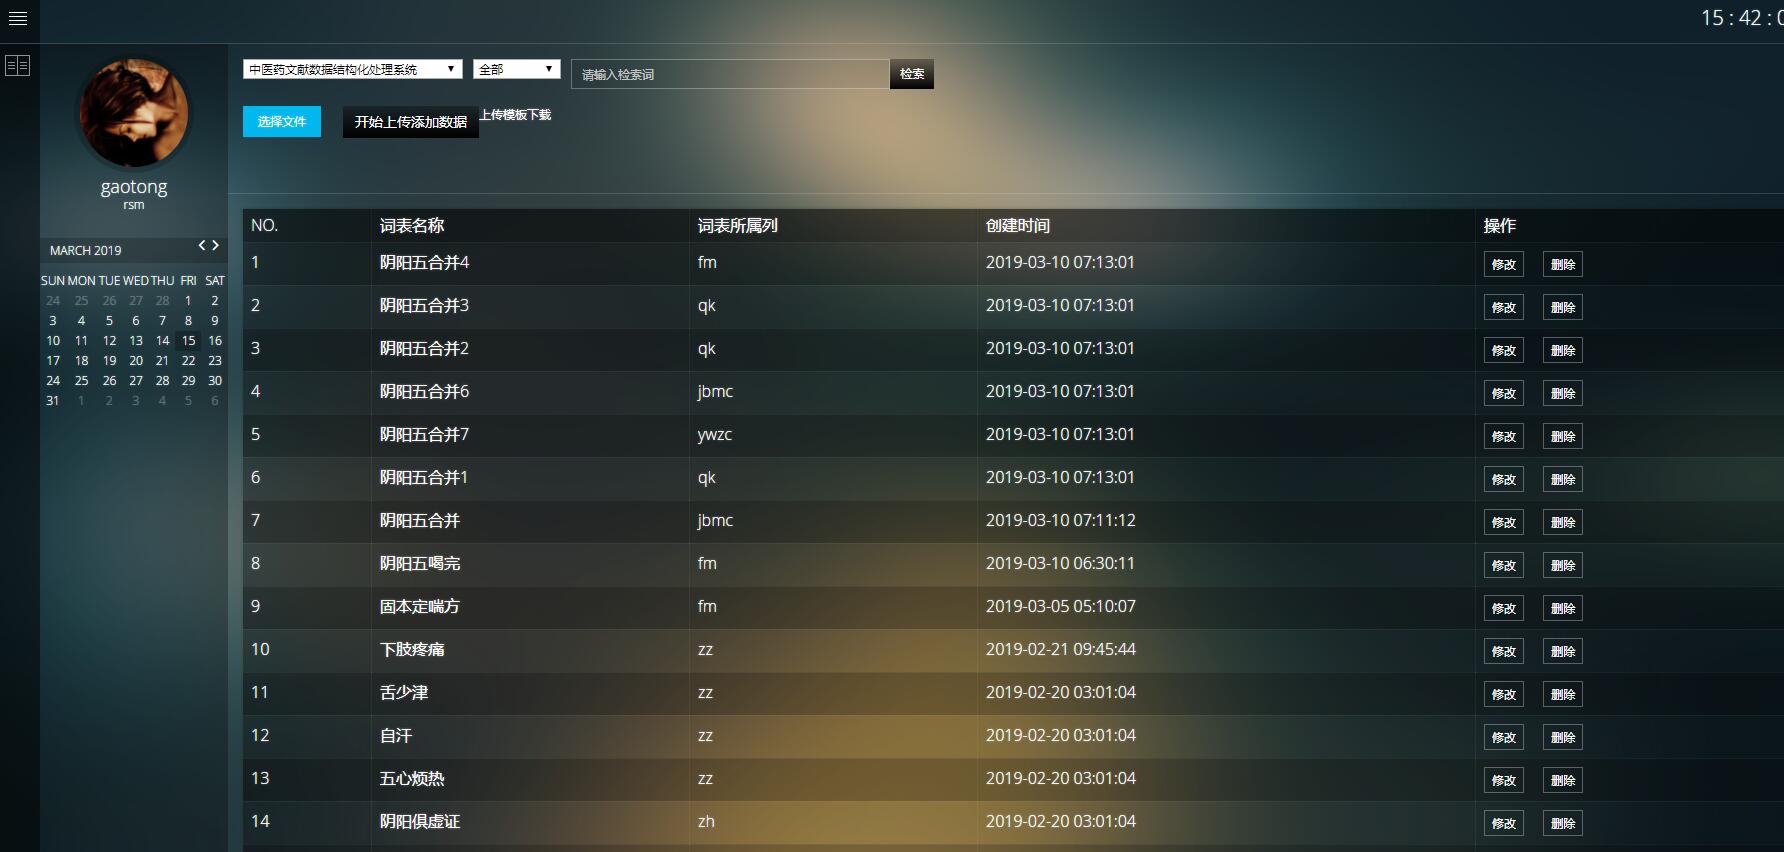 15 : 42 : 0
中医药文献数据结构化处理系统 全部 请输入检索词 检索
选择文件 开始上传添加数据 上传模板下载
gaotong
rsm
MARCH 2019
SUN MON TUE WED THU FRI SAT
24 25 26 27 28 1 2
3 4 5 6 7 8 9
10 11 12 13 14 15 16
17 18 19 20 21 22 23
24 25 26 27 28 29 30
31 1 2 3 4 5 6
NO. 词表名称 词表所属列 创建时间 操作
1 阴阳五合并4 fm 2019-03-10 07:13:01 修改 删除
2 阴阳五合并3 qk 2019-03-10 07:13:01 修改 删除
3 阴阳五合并2 qk 2019-03-10 07:13:01 修改 删除
4 阴阳五合并6 jbmc 2019-03-10 07:13:01 修改 删除
5 阴阳五合并7 ywzc 2019-03-10 07:13:01 修改 删除
6 阴阳五合并1 qk 2019-03-10 07:13:01 修改 删除
7 阴阳五合并 jbmc 2019-03-10 07:11:12 修改 删除
8 阴阳五喝完 fm 2019-03-10 06:30:11 修改 删除
9 固本定喘方 fm 2019-03-05 05:10:07 修改 删除
10 下肢疼痛 zz 2019-02-21 09:45:44 修改 删除
11 舌少津 zz 2019-02-20 03:01:04 修改 删除
12 自汗 zz 2019-02-20 03:01:04 修改 删除
13 五心烦热 zz 2019-02-20 03:01:04 修改 删除
14 阴阳俱虚证 zh 2019-02-20 03:01:04 修改 删除